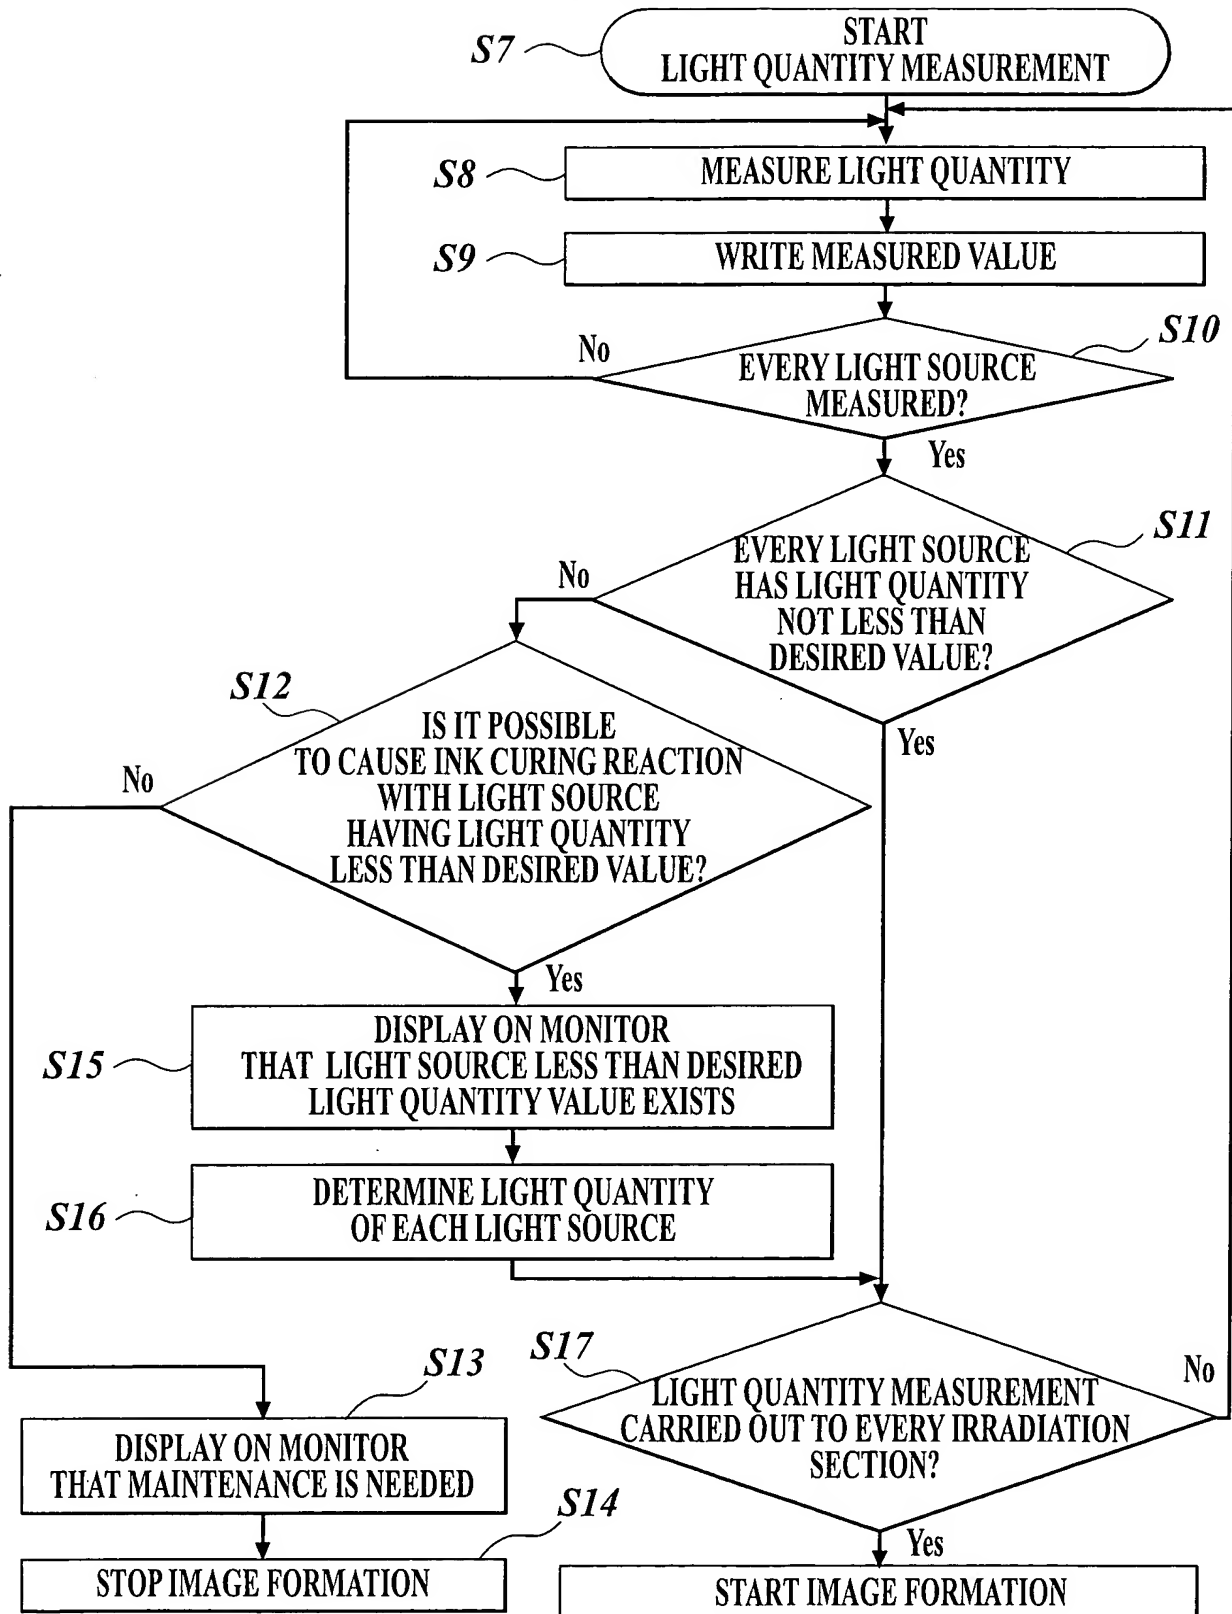 S7
START
LIGHT QUANTITY MEASUREMENT
S8
MEASURE LIGHT QUANTITY
S9
WRITE MEASURED VALUE
S10
No
EVERY LIGHT SOURCE
MEASURED?
Yes
S11
No
EVERY LIGHT SOURCE
HAS LIGHT QUANTITY
NOT LESS THAN
DESIRED VALUE?
Yes
S12
No
IS IT POSSIBLE
TO CAUSE INK CURING REACTION
WITH LIGHT SOURCE
HAVING LIGHT QUANTITY
LESS THAN DESIRED VALUE?
Yes
S15
DISPLAY ON MONITOR
THAT LIGHT SOURCE LESS THAN DESIRED
LIGHT QUANTITY VALUE EXISTS
S16
DETERMINE LIGHT QUANTITY
OF EACH LIGHT SOURCE
S17
No
LIGHT QUANTITY MEASUREMENT
CARRIED OUT TO EVERY IRRADIATION
SECTION?
Yes
S13
DISPLAY ON MONITOR
THAT MAINTENANCE IS NEEDED
S14
STOP IMAGE FORMATION
START IMAGE FORMATION